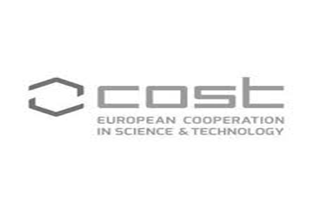 cost
EUROPEAN COOPERATION
IN SCIENCE & TECHNOLOGY